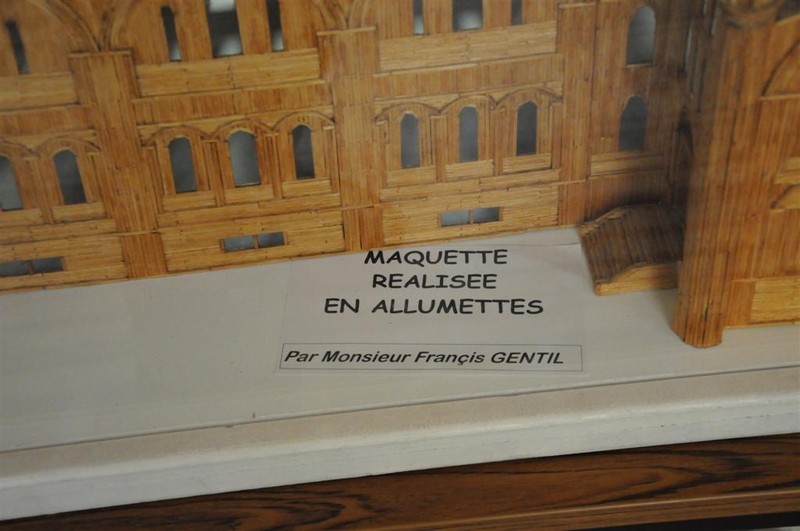 MAQUETTE
REALISEE
EN ALLUMETTES
Par Monsieur Françis GENTIL